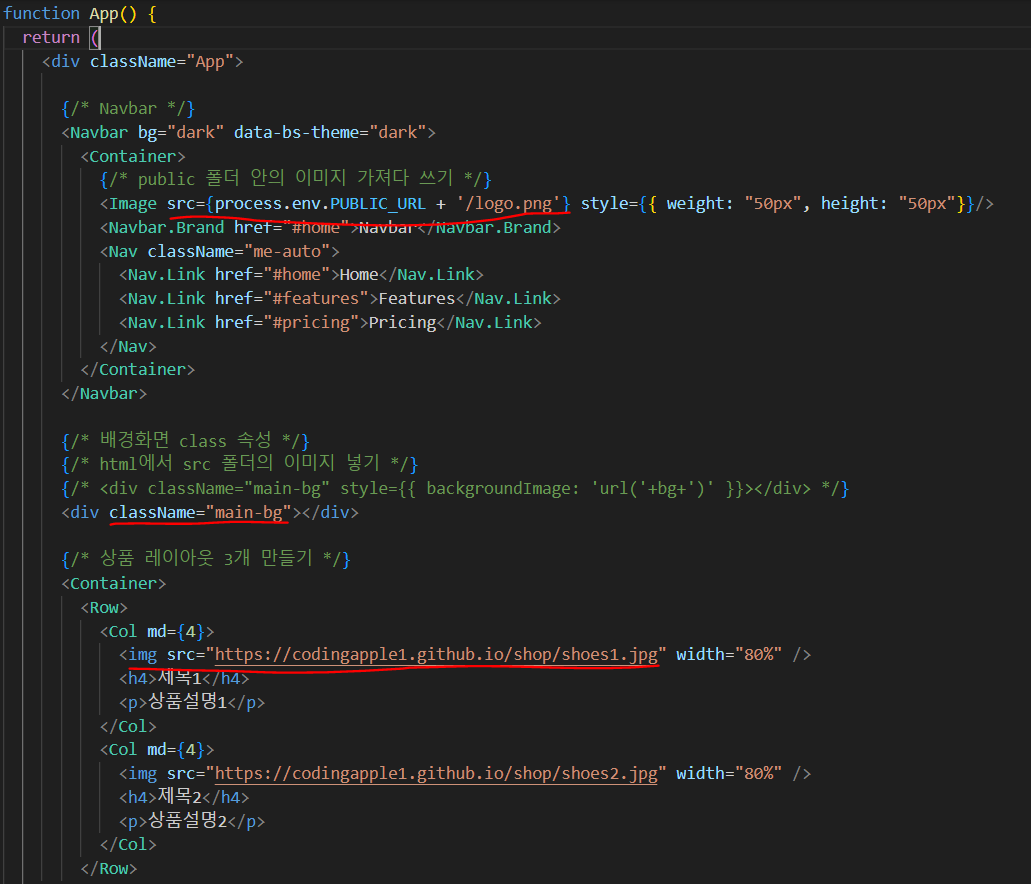 function App() {
return (
<div className="App">
{/* Navbar */}
<Navbar bg="dark" data-bs-theme="dark">
<Container>
{/* public 폴더 안의 이미지 가져다 쓰기 */}
<Image src={process.env.PUBLIC_URL + '/logo.png'} style={{ weight: "50px", height: "50px"}}/>
<Navbar.Brand href="#home">Navbar</Navbar.Brand>
<Nav className="me-auto">
<Nav.Link href="#home">Home</Nav.Link>
<Nav.Link href="#features">Features</Nav.Link>
<Nav.Link href="#pricing">Pricing</Nav.Link>
</Nav>
</Container>
</Navbar>
{/* 배경화면 class 속성 */}
{/* html에서 src 폴더의 이미지 넣기 */}
{/* <div className="main-bg" style={{ backgroundImage: 'url('+bg+')' }}></div> */}
<div className="main-bg"></div>
{/* 상품 레이아웃 3개 만들기 */}
<Container>
<Row>
<Col md={4}>
<img src="https://codingapple1.github.io/shop/shoes1.jpg" width="80%" />
<h4>제목1</h4>
<p>상품설명1</p>
</Col>
<Col md={4}>
<img src="https://codingapple1.github.io/shop/shoes2.jpg" width="80%" />
<h4>제목2</h4>
<p>상품설명2</p>
</Col>
</Row>